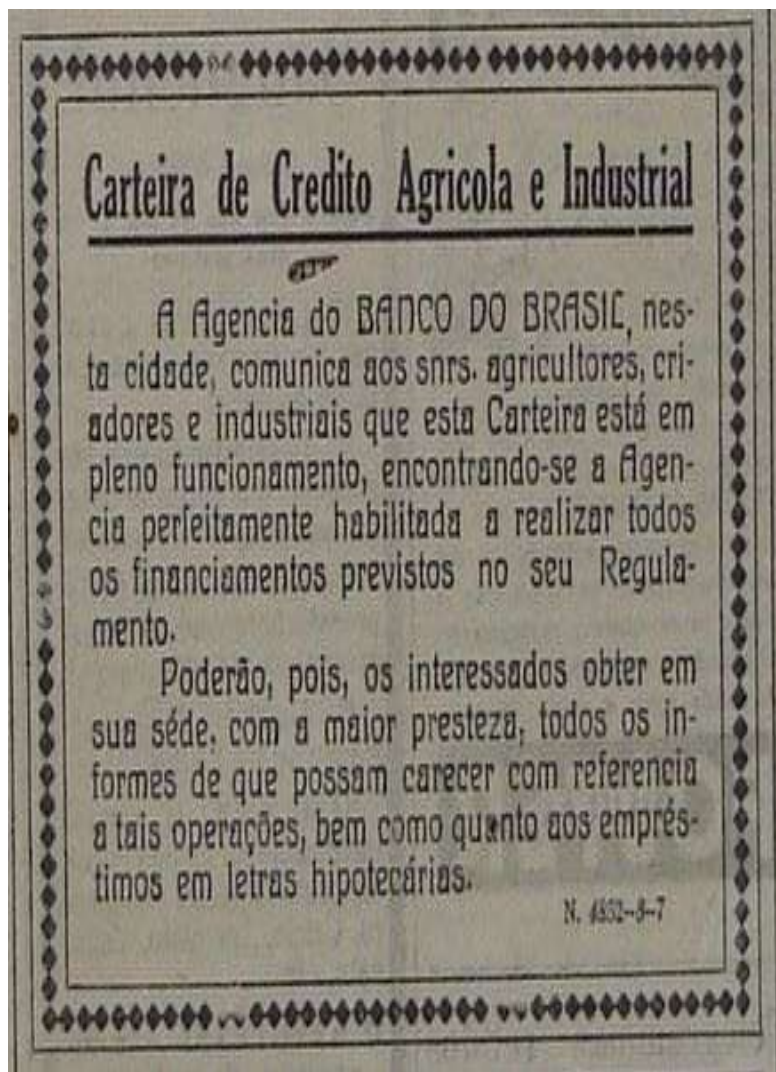 Carteira de Credito Agricola e Industrial
A Agencia do BANCO DO BRASIL, nes-
ta cidade, comunica aos snrs. agricultores, cri-
adores e industriais que esta Carteira está em
pleno funcionamento, encontrando-se a Agen-
cia perfeitamente habilitada a realizar todos
os financiamentos previstos no seu Regula-
mento.
Poderão, pois, os interessados obter em
sua séde, com a maior presteza, todos os in-
formes de que possam carecer com referencia
a tais operações, bem como quanto aos emprés-
timos em letras hipotecárias.
N. 4832--8--7